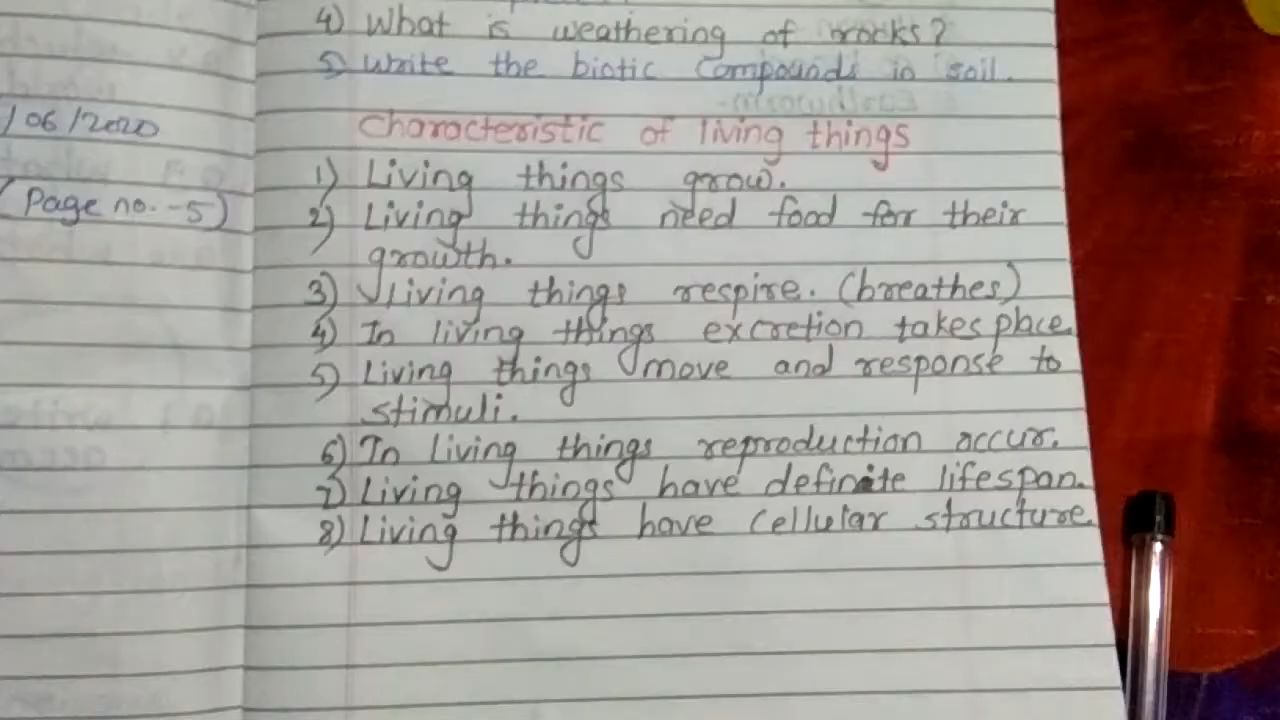 4) What is weathering of rocks?
5) Write the biotic Compounds in soil.
/06/2020
Characteristic of living things
1) Living things grow.
(Page no.-5)
2) Living things need food for their
growth.
3) Living things respire. (breathes)
4) In living things excretion takes place.
5) Living things move and response to
stimuli.
6) In Living things reproduction occur.
7) Living things have definite lifespan.
8) Living things have Cellular structure.